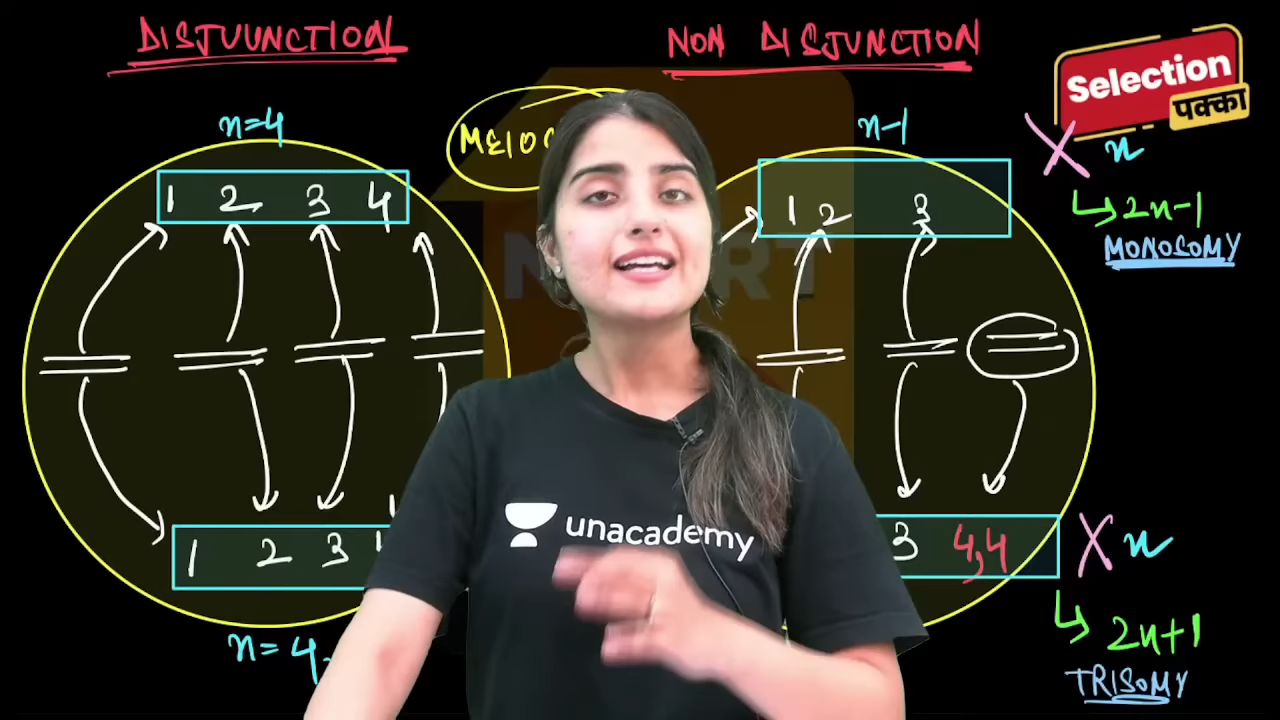 DISJUUNCTION
NON DISJUNCTION
Selection
पक्का
n=4
n-1
X n
1 2 3 4
1 2 3
↳ 2n-1
MONOSOMY
unacademy
1 2 3
3 4,4
X n
n=4
↳ 2n+1
TRISOMY